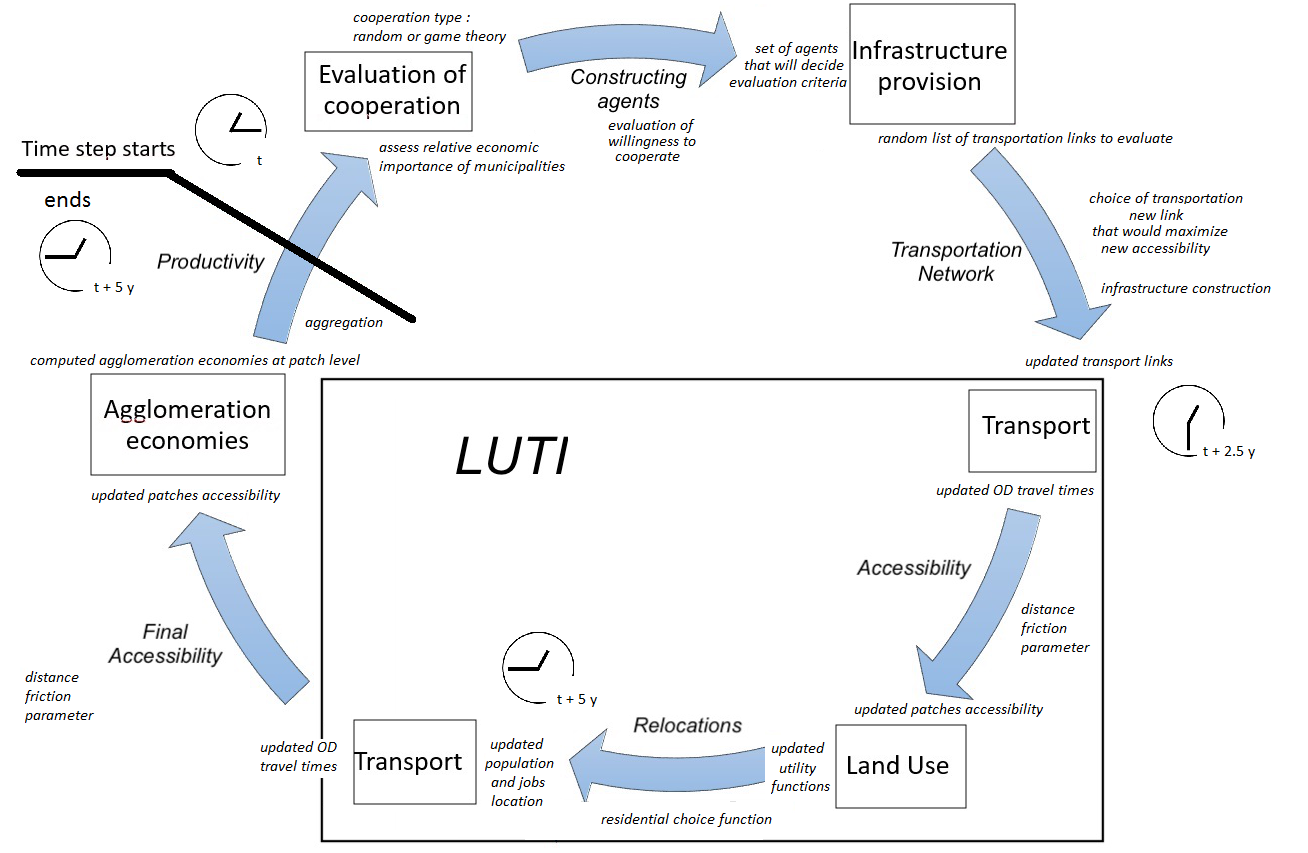 cooperation type :
random or game theory
Evaluation of
cooperation
assess relative economic
importance of municipalities
Constructing
agents
evaluation of
willingness to
cooperate
set of agents
that will decide
evaluation criteria
Infrastructure
provision
random list of transportation links to evaluate
choice of transportation
new link
that would maximize
new accessibility
Transportation
Network
infrastructure construction
updated transport links
t + 2.5 y
LUTI
Transport
updated OD travel times
Accessibility
distance
friction
parameter
updated patches accessibility
Land Use
updated
utility
functions
Relocations
residential choice function
t + 5 y
updated
population
and jobs
location
Transport
updated OD
travel times
Final
Accessibility
distance
friction
parameter
updated patches accessibility
Agglomeration
economies
computed agglomeration economies at patch level
aggregation
Productivity
t + 5 y
ends
Time step starts
t